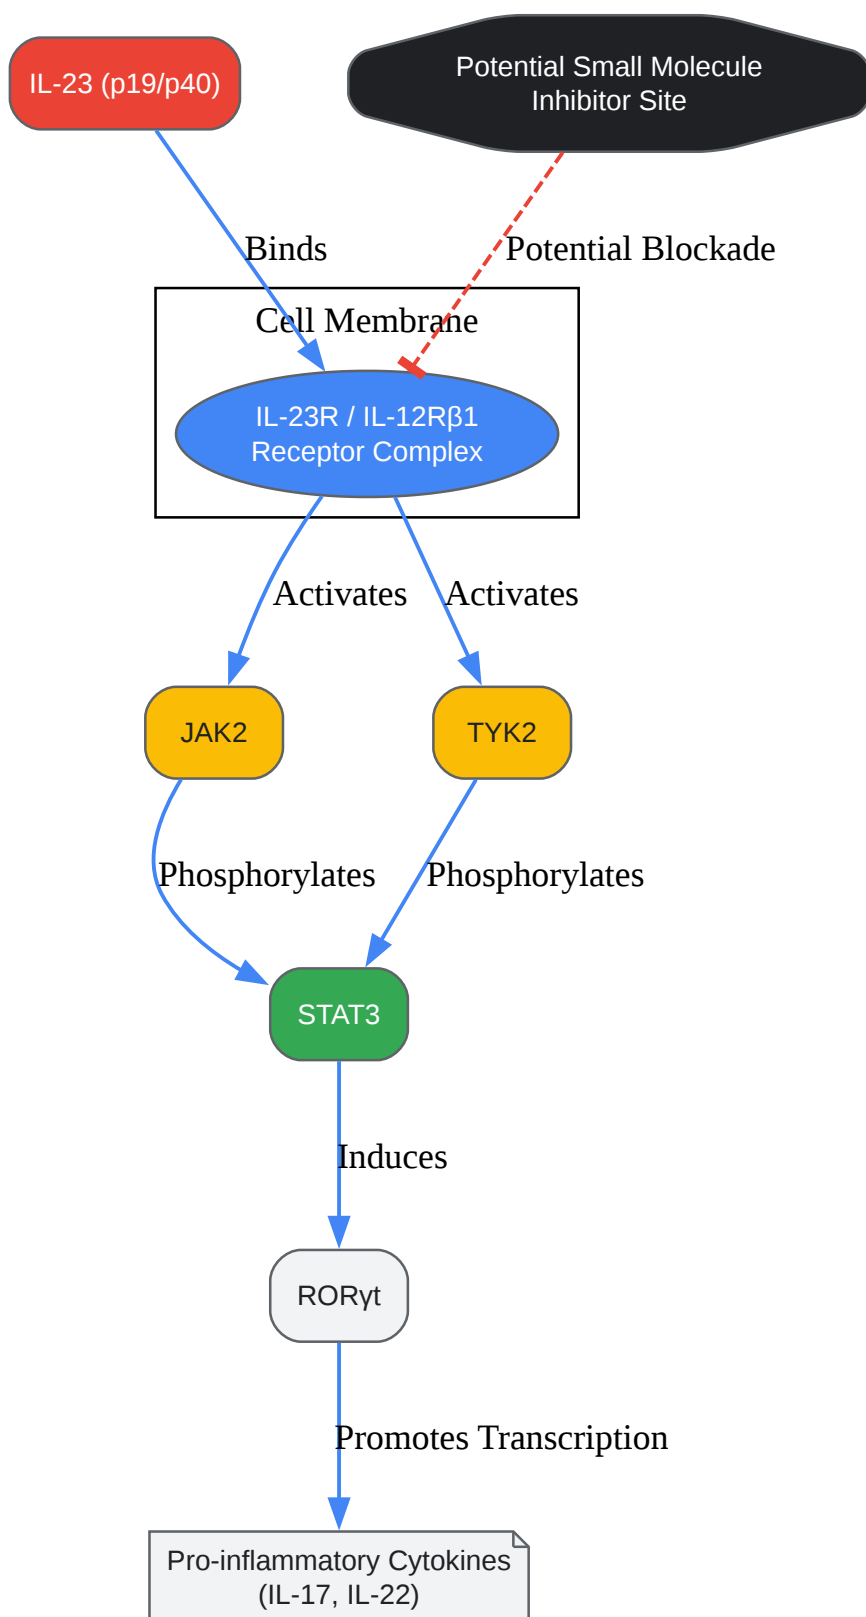 IL-23 (p19/p40)
Potential Small Molecule
Inhibitor Site
Binds
Potential Blockade
Cell Membrane
IL-23R / IL-12Rβ1
Receptor Complex
Activates
Activates
JAK2
TYK2
Phosphorylates
Phosphorylates
STAT3
Induces
RORγt
Promotes Transcription
Pro-inflammatory Cytokines
(IL-17, IL-22)